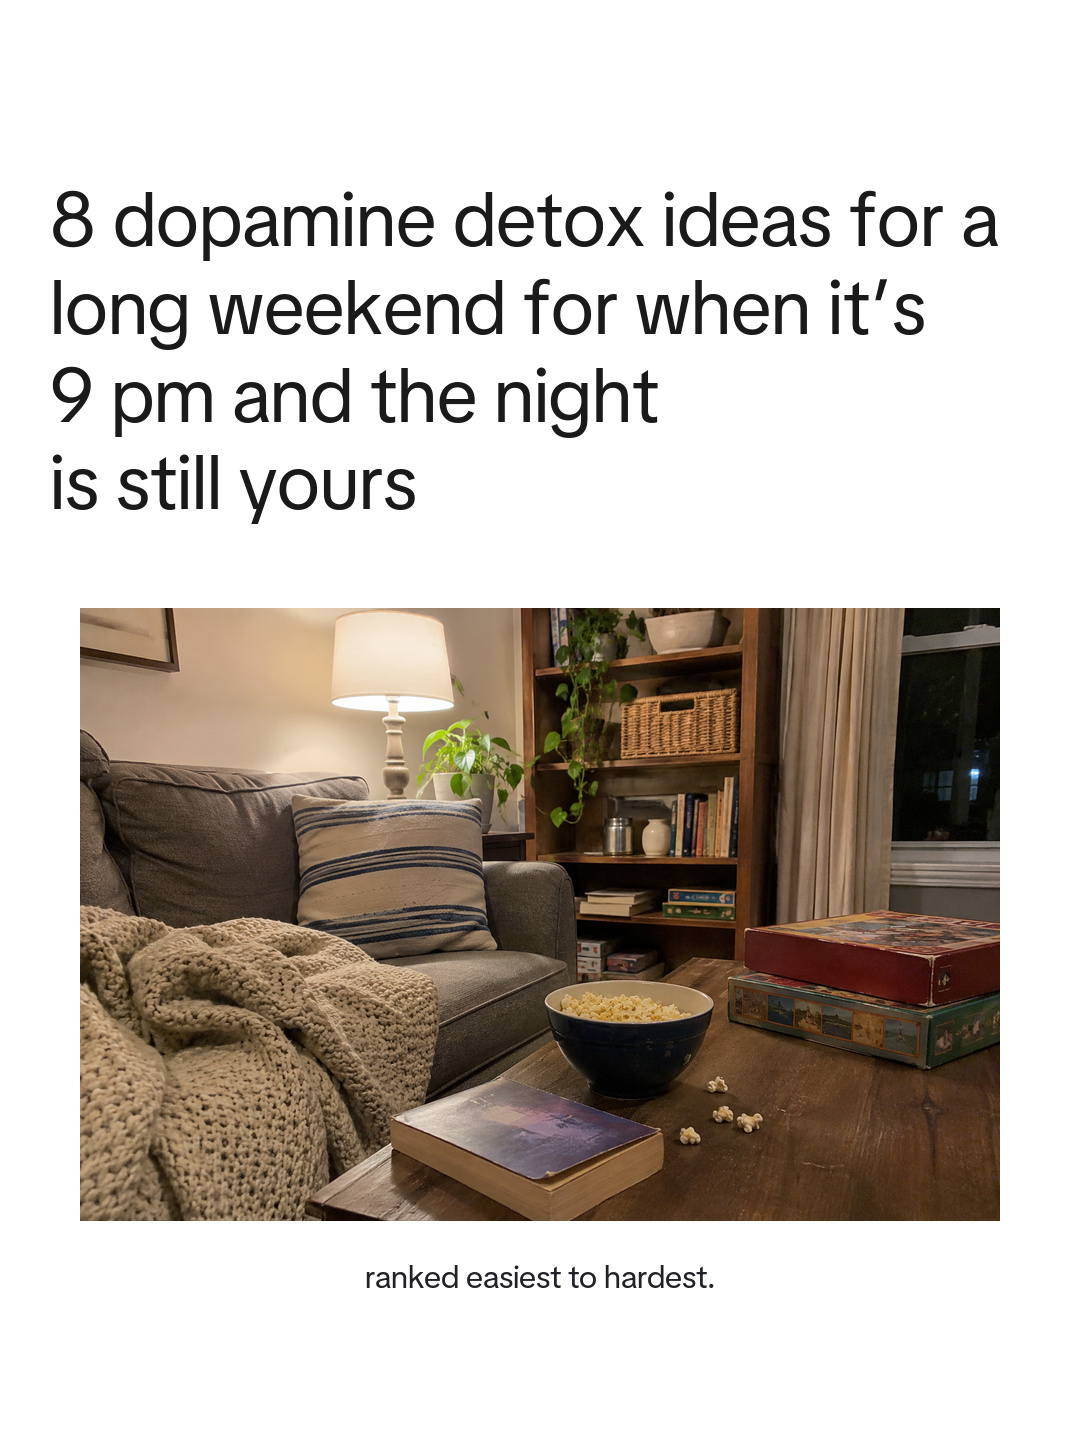 8 dopamine detox ideas for a
long weekend for when it’s
9 pm and the night
is still yours
ranked easiest to hardest.